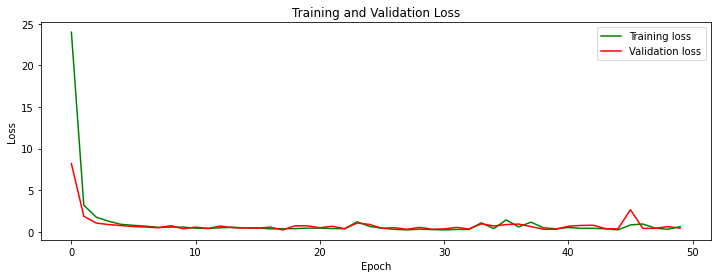 Training and Validation Loss
Training loss
Validation loss
25
20
15
10
5
0
Loss
0 10 20 30 40 50
Epoch